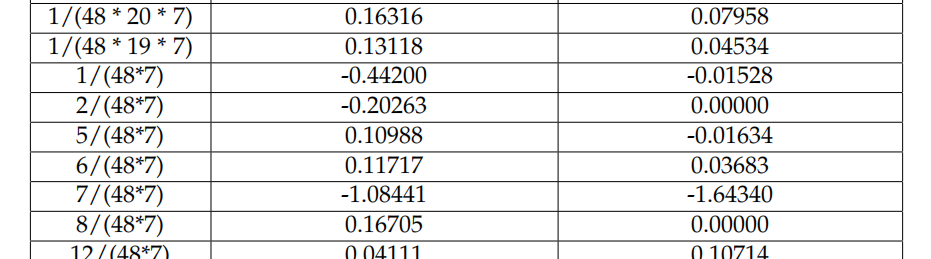 1/(48 * 20 * 7) 0.16316 0.07958
1/(48 * 19 * 7) 0.13118 0.04534
1/(48*7) -0.44200 -0.01528
2/(48*7) -0.20263 0.00000
5/(48*7) 0.10988 -0.01634
6/(48*7) 0.11717 0.03683
7/(48*7) -1.08441 -1.64340
8/(48*7) 0.16705 0.00000
12/(48*7) 0.04111 0.10714